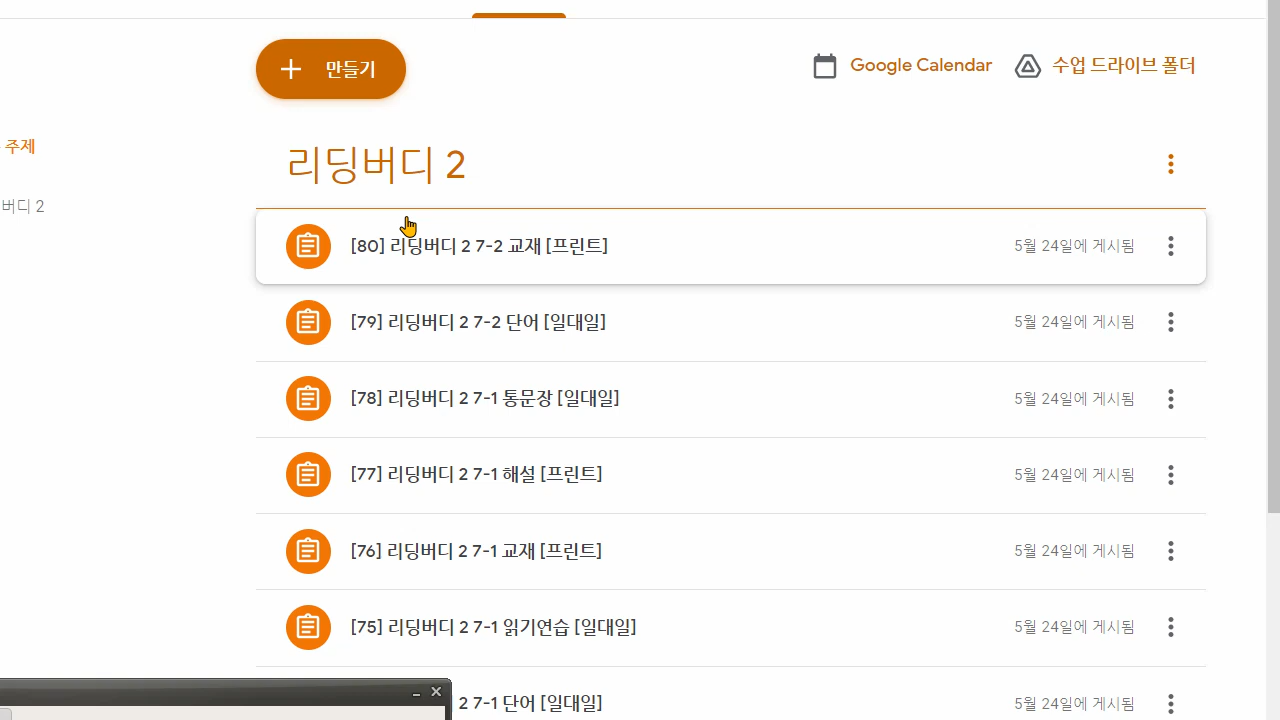 만들기
Google Calendar
수업 드라이브 폴더
주제
버디 2
리딩버디 2
[80] 리딩버디 2 7-2 교재 [프린트]
5월 24일에 게시됨
[79] 리딩버디 2 7-2 단어 [일대일]
5월 24일에 게시됨
[78] 리딩버디 2 7-1 통문장 [일대일]
5월 24일에 게시됨
[77] 리딩버디 2 7-1 해설 [프린트]
5월 24일에 게시됨
[76] 리딩버디 2 7-1 교재 [프린트]
5월 24일에 게시됨
[75] 리딩버디 2 7-1 읽기연습 [일대일]
5월 24일에 게시됨
2 7-1 단어 [일대일]
5월 24일에 게시됨